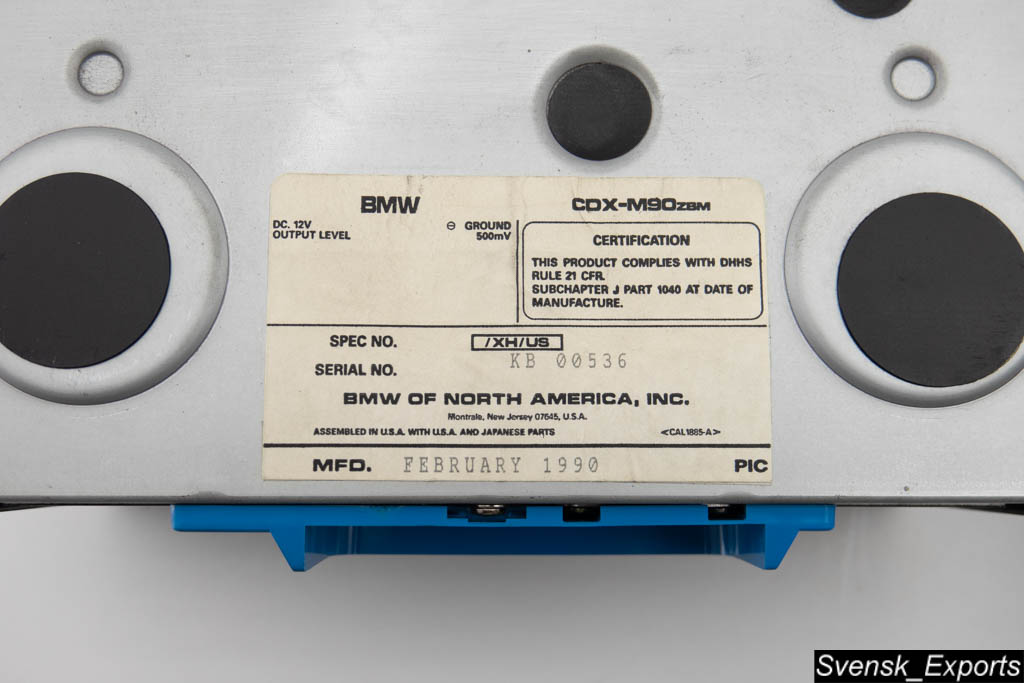 BMW
DC. 12V ⊖ GROUND
OUTPUT LEVEL 500mV
CDX-M90ZBM
CERTIFICATION
THIS PRODUCT COMPLIES WITH DHHS
RULE 21 CFR.
SUBCHAPTER J PART 1040 AT DATE OF
MANUFACTURE.
SPEC NO. /XH/US
SERIAL NO. KB 00536
BMW OF NORTH AMERICA, INC.
Montrale, New Jersey 07645, U.S.A.
ASSEMBLED IN U.S.A. WITH U.S.A. AND JAPANESE PARTS <CAL1885-A>
MFD. FEBRUARY 1990 PIC
Svensk_Exports